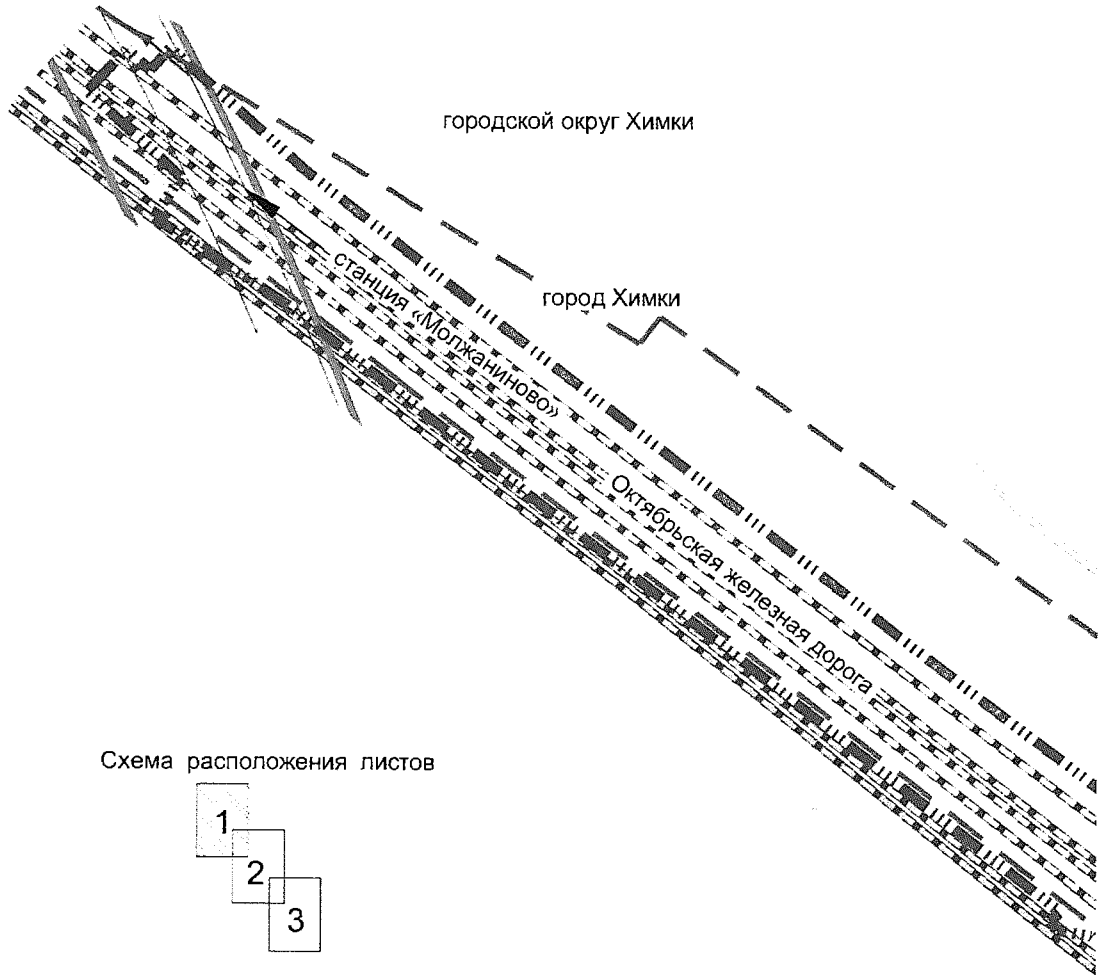 городской округ Химки
город Химки
станция «Молжаниново»
Октябрьская железная дорога
Схема расположения листов
1
2
3